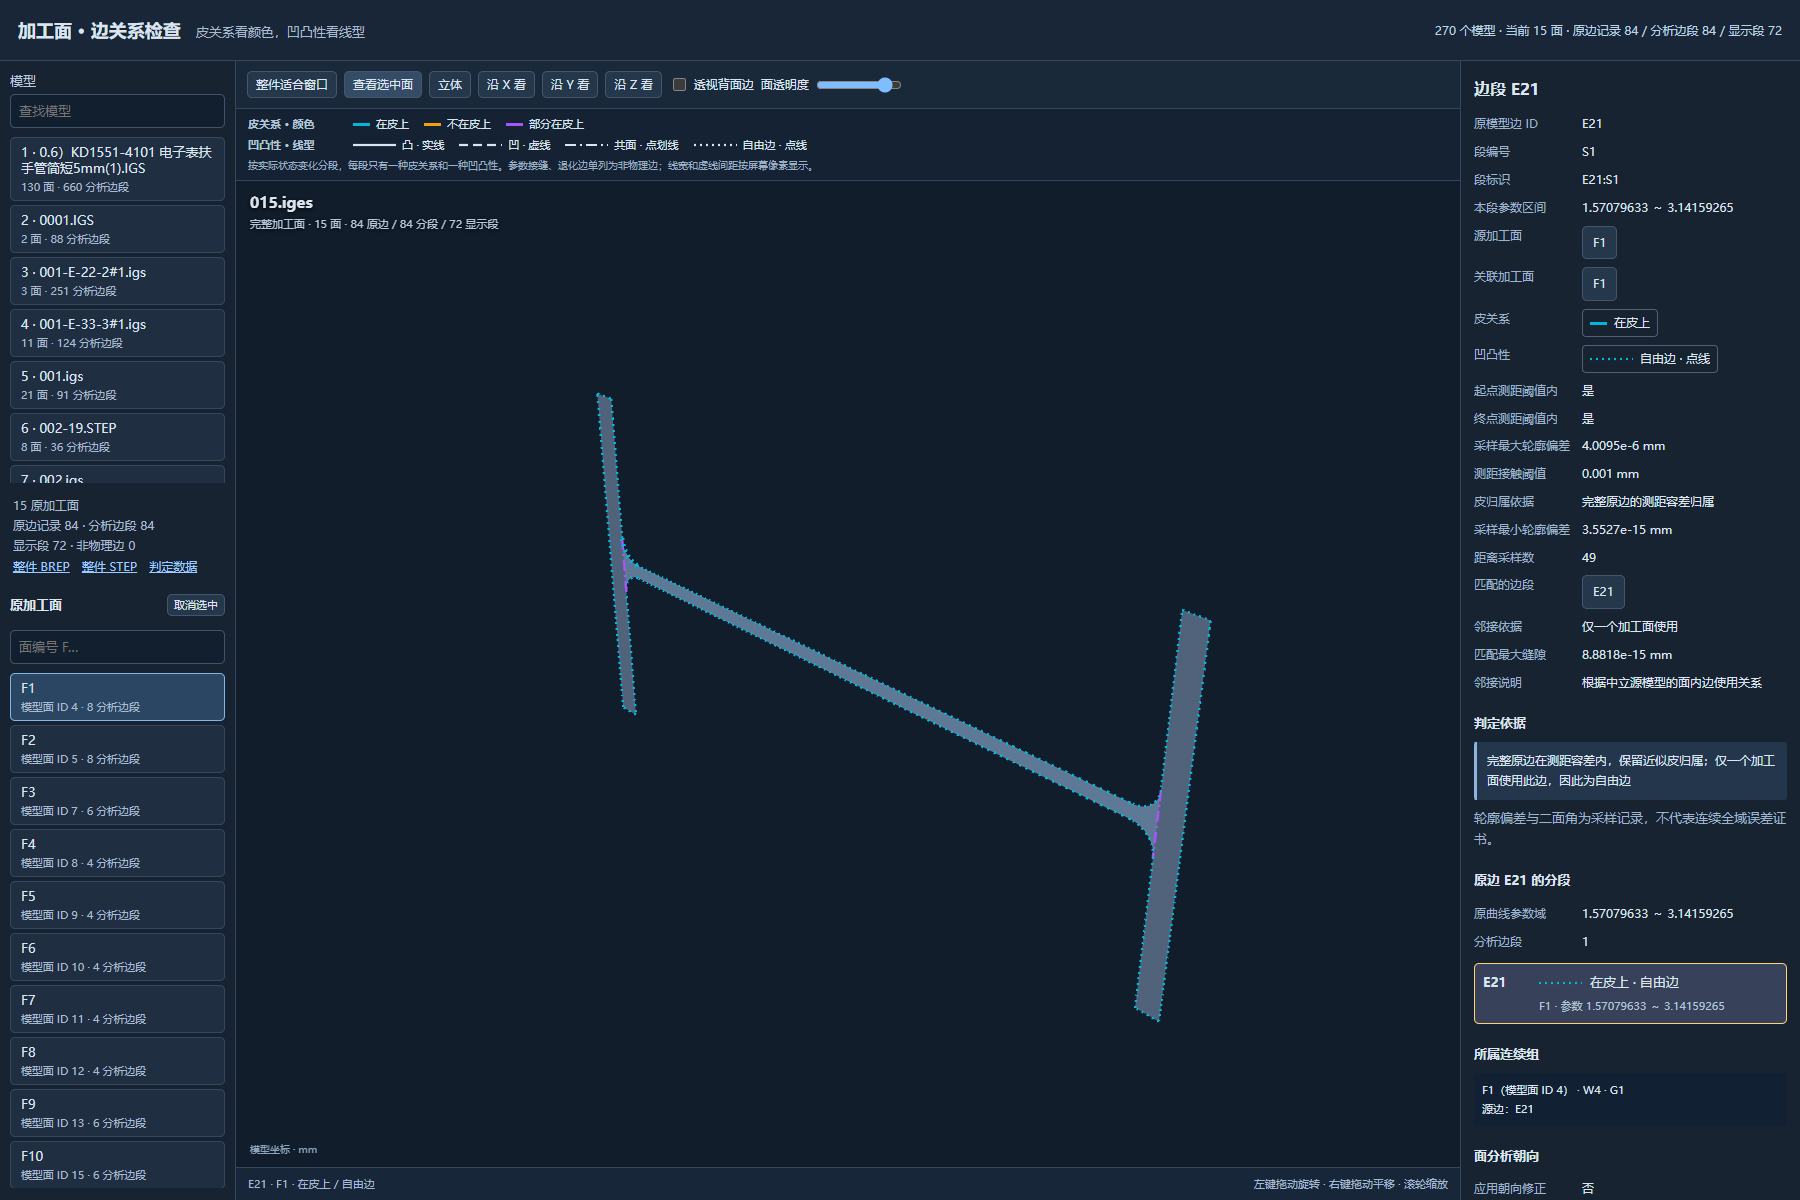 加工面 • 边关系检查
皮关系看颜色，凹凸性看线型
270 个模型 · 当前 15 面 · 原边记录 84 / 分析边段 84 / 显示段 72
模型
查找模型
1 · 0.6）KD1551-4101 电子表扶
手管简短5mm(1).IGS
130 面 · 660 分析边段
2 · 0001.IGS
2 面 · 88 分析边段
3 · 001-E-22-2#1.igs
3 面 · 251 分析边段
4 · 001-E-33-3#1.igs
11 面 · 124 分析边段
5 · 001.igs
21 面 · 91 分析边段
6 · 002-19.STEP
8 面 · 36 分析边段
7 · 002.igs
15 原加工面
原边记录 84 · 分析边段 84
显示段 72 · 非物理边 0
整件 BREP 整件 STEP 判定数据
原加工面 取消选中
面编号 F...
F1
模型面 ID 4 · 8 分析边段
F2
模型面 ID 5 · 8 分析边段
F3
模型面 ID 7 · 6 分析边段
F4
模型面 ID 8 · 4 分析边段
F5
模型面 ID 9 · 4 分析边段
F6
模型面 ID 10 · 4 分析边段
F7
模型面 ID 11 · 4 分析边段
F8
模型面 ID 12 · 4 分析边段
F9
模型面 ID 13 · 6 分析边段
F10
模型面 ID 15 · 6 分析边段
整件适合窗口 查看选中面 立体 沿 X 看 沿 Y 看 沿 Z 看 透视背面边 面透明度
皮关系 • 颜色 在皮上 不在皮上 部分在皮上
凹凸性 • 线型 凸 · 实线 凹 · 虚线 共面 · 点划线 自由边 · 点线
按实际状态变化分段，每段只有一种皮关系和一种凹凸性。参数接缝、退化边单列为非物理边；线宽和虚线间距按屏幕像素显示。
015.iges
完整加工面 · 15 面 · 84 原边 / 84 分段 / 72 显示段
模型坐标 · mm
E21 · F1 · 在皮上 / 自由边
左键拖动旋转 · 右键拖动平移 · 滚轮缩放
边段 E21
原模型边 ID E21
段编号 S1
段标识 E21:S1
本段参数区间 1.57079633 ~ 3.14159265
源加工面 F1
关联加工面 F1
皮关系 在皮上
凹凸性 自由边 · 点线
起点测距阈值内 是
终点测距阈值内 是
采样最大轮廓偏差 4.0095e-6 mm
测距接触阈值 0.001 mm
皮归属依据 完整原边的测距容差归属
采样最小轮廓偏差 3.5527e-15 mm
距离采样数 49
匹配的边段 E21
邻接依据 仅一个加工面使用
匹配最大缝隙 8.8818e-15 mm
邻接说明 根据中立源模型的面内边使用关系
判定依据
完整原边在测距容差内，保留近似皮归属；仅一个加工
面使用此边，因此为自由边
轮廓偏差与二面角为采样记录，不代表连续全域误差证
书。
原边 E21 的分段
原曲线参数域 1.57079633 ~ 3.14159265
分析边段 1
E21 在皮上 · 自由边
F1 · 参数 1.57079633 ~ 3.14159265
所属连续组
F1（模型面 ID 4） · W4 · G1
源边：E21
面分析朝向
应用朝向修正 否